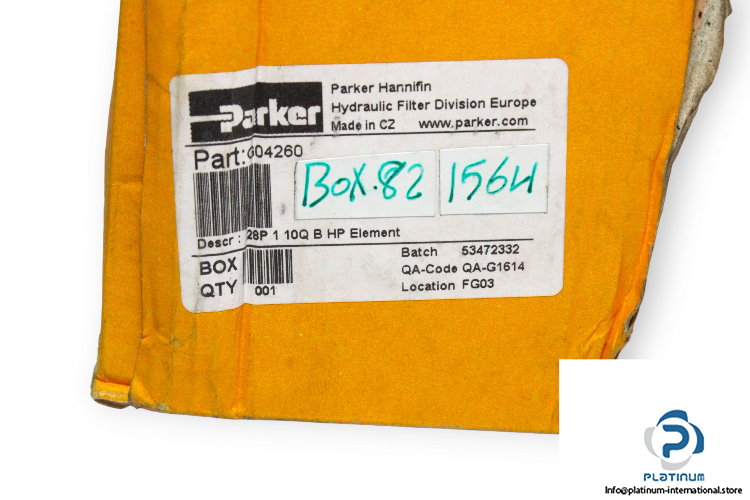 Parker
Parker Hannifin
Hydraulic Filter Division Europe
Made in CZ www.parker.com
Part: 604260
BOX.82 1564
Descr : 28P 1 10Q B HP Element
BOX
QTY 001
Batch 53472332
QA-Code QA-G1614
Location FG03
PLATINUM
Info@platinum-international.store